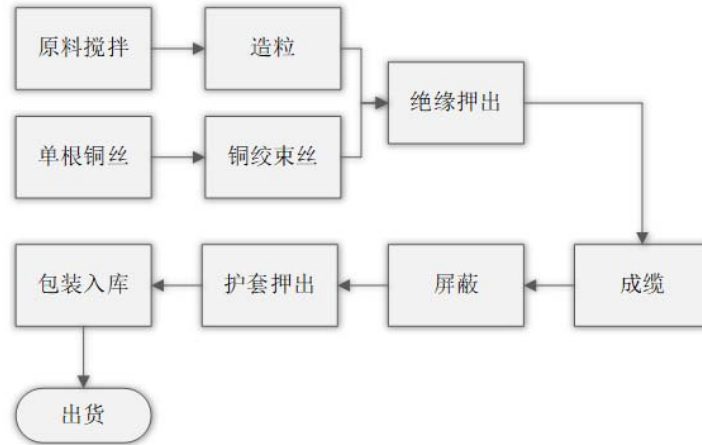 原料搅拌
造粒
绝缘押出
单根铜丝
铜绞束丝
包装入库
护套押出
屏蔽
成缆
出货